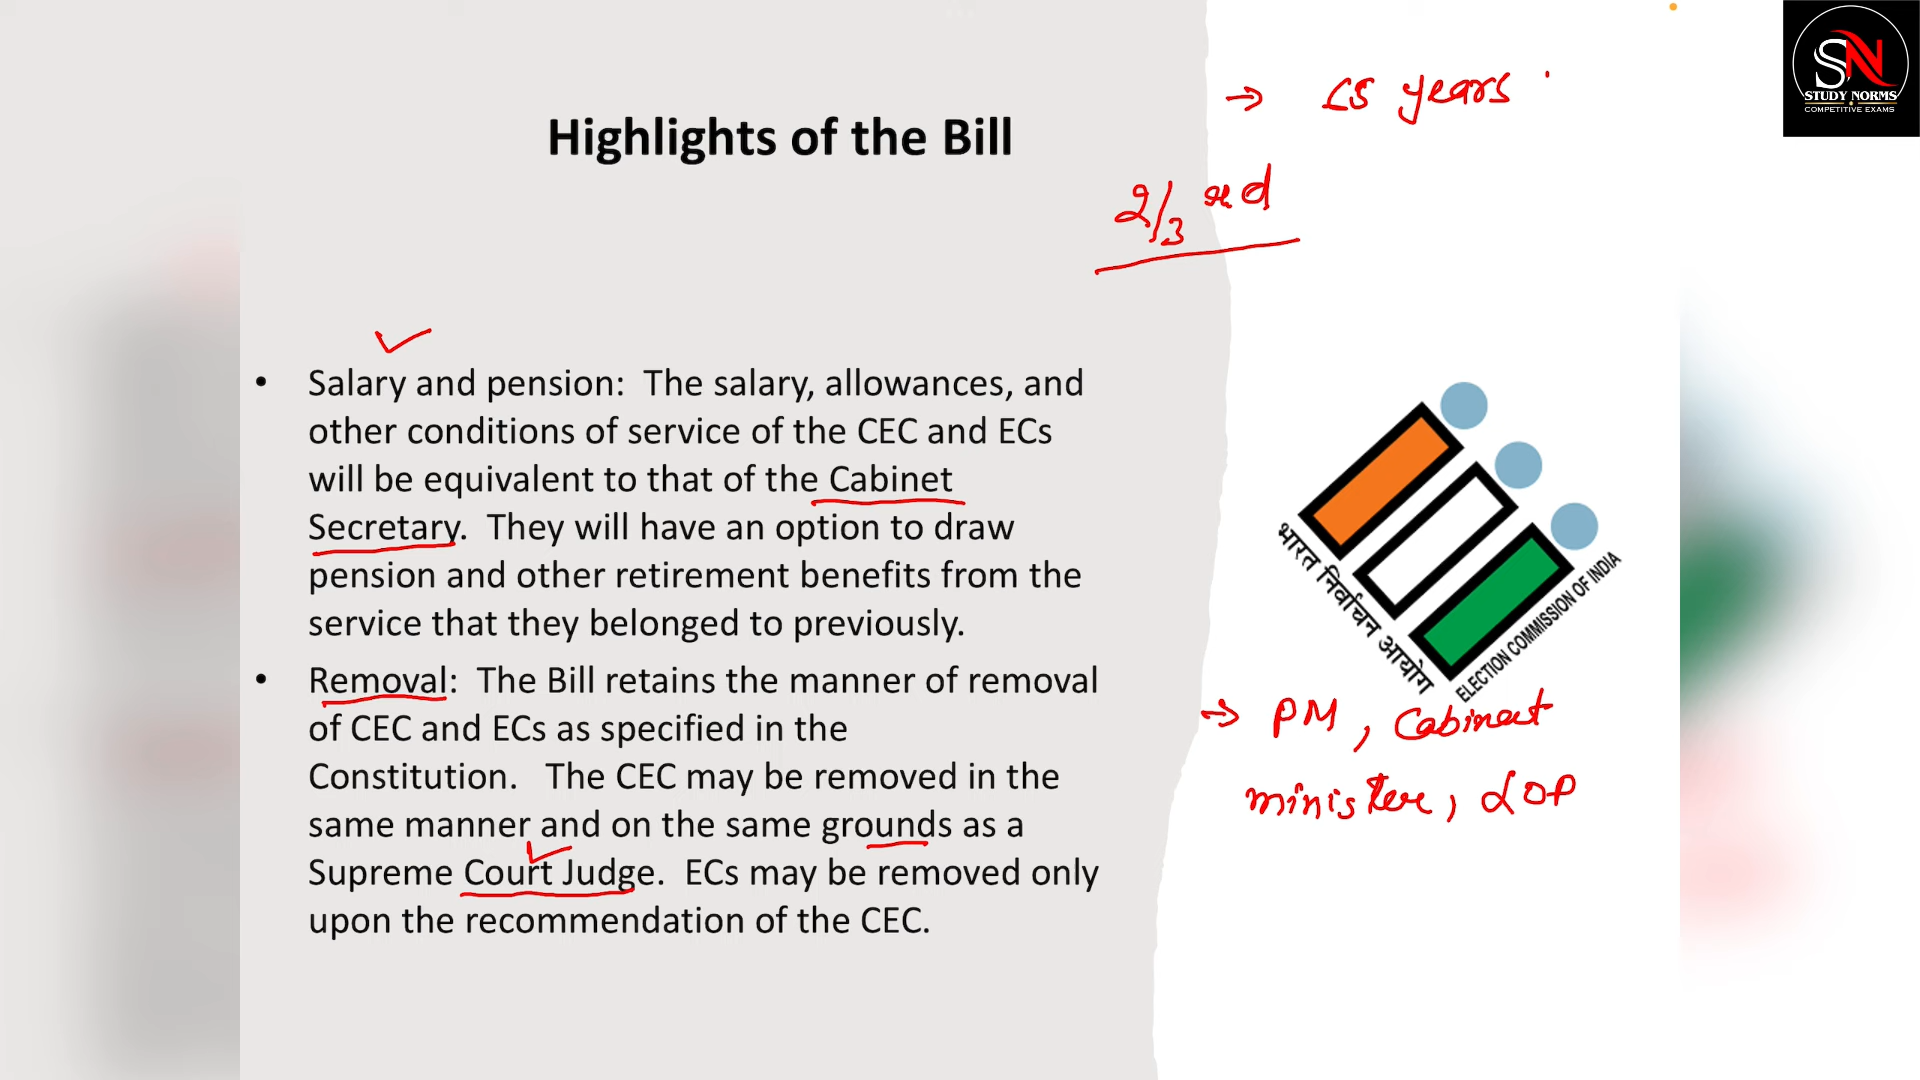 SN
STUDY NORMS
COMPETITIVE EXAMS
→ 65 years
Highlights of the Bill
2/3 rd
• Salary and pension: The salary, allowances, and
other conditions of service of the CEC and ECs
will be equivalent to that of the Cabinet
Secretary. They will have an option to draw
pension and other retirement benefits from the
service that they belonged to previously.
• Removal: The Bill retains the manner of removal
of CEC and ECs as specified in the
Constitution. The CEC may be removed in the
same manner and on the same grounds as a
Supreme Court Judge. ECs may be removed only
upon the recommendation of the CEC.
भारत निर्वाचन आयोग
ELECTION COMMISSION OF INDIA
→ PM, Cabinet
minister, LOP